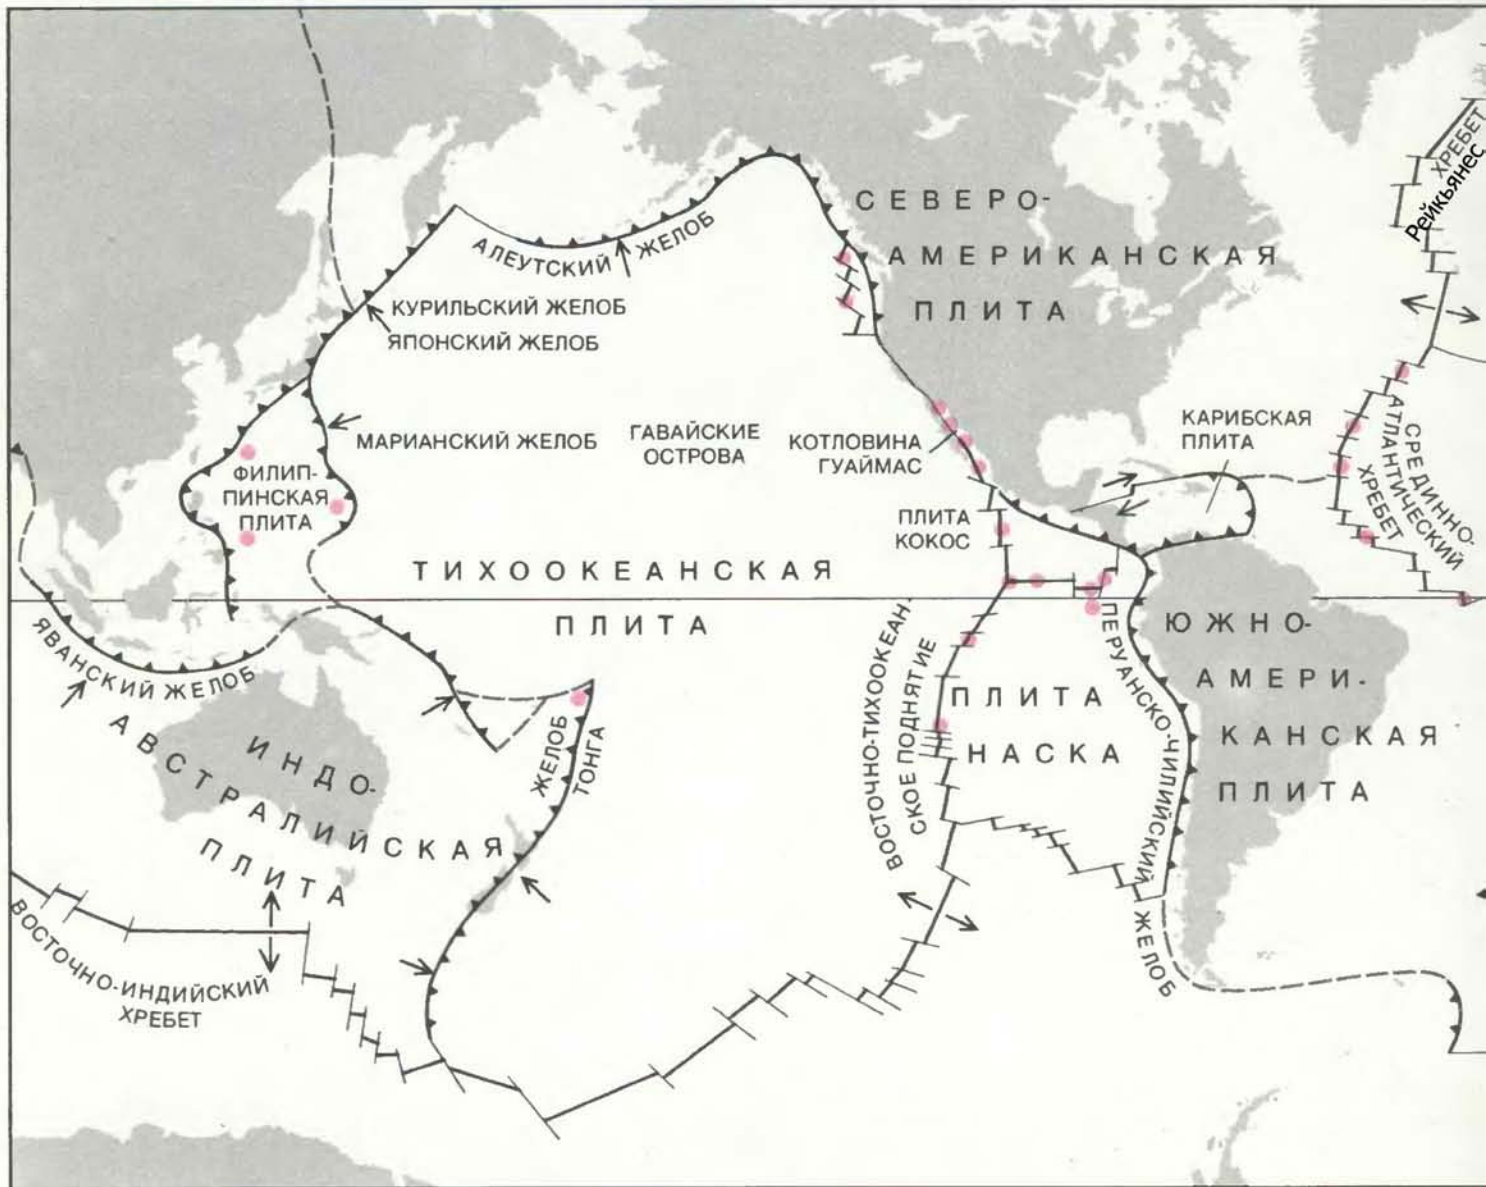 ХРЕБЕТ
Рейкьянес
СЕВЕРО-
АМЕРИКАНСКАЯ
ПЛИТА
АЛЕУТСКИЙ ЖЕЛОБ
КУРИЛЬСКИЙ ЖЕЛОБ
ЯПОНСКИЙ ЖЕЛОБ
МАРИАНСКИЙ ЖЕЛОБ
ГАВАЙСКИЕ
ОСТРОВА
КОТЛОВИНА
ГУАЙМАС
КАРИБСКАЯ
ПЛИТА
СРЕДИННО-
АТЛАНТИЧЕСКИЙ
ХРЕБЕТ
ФИЛИП-
ПИНСКАЯ
ПЛИТА
ПЛИТА
КОКОС
ТИХООКЕАНСКАЯ
ПЛИТА
ЯВАНСКИЙ ЖЕЛОБ
ВОСТОЧНО-ТИХООКЕАН
СКОЕ ПОДНЯТИЕ
ПЕРУАНСКО-ЧИЛИЙСКИЙ ЖЕЛОБ
ЮЖНО-
АМЕРИ-
КАНСКАЯ
ПЛИТА
ПЛИТА
НАСКА
ЖЕЛОБ
ТОНГА
ИНДО-
АВСТРАЛИЙСКАЯ
ПЛИТА
ВОСТОЧНО-ИНДИЙСКИЙ
ХРЕБЕТ